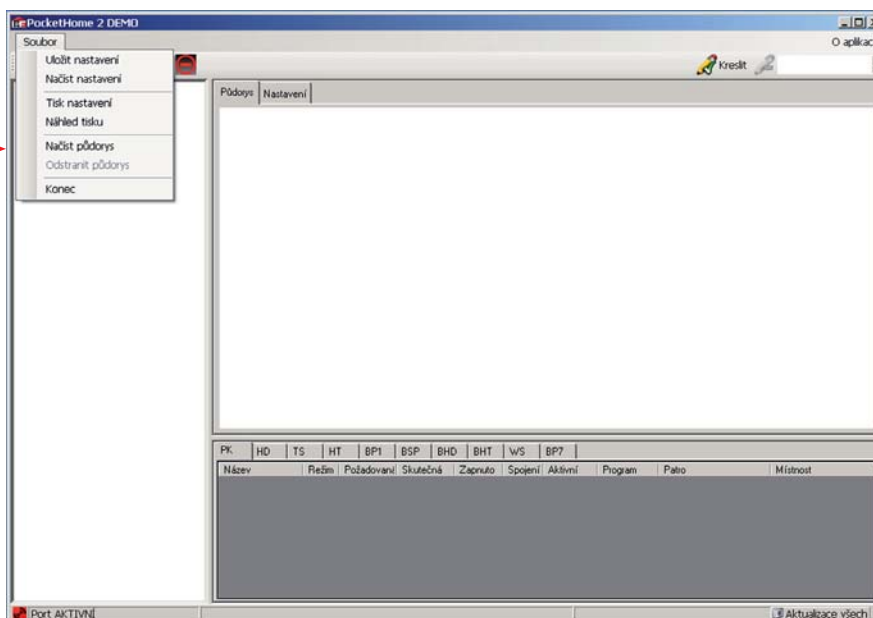 PocketHome 2 DEMO
Soubor
O aplikac
Uložit nastavení
Načíst nastavení
Tisk nastavení
Náhled tisku
Načíst půdorys
Odstranit půdorys
Konec
Kreslit
Půdorys Nastavení
PK HD TS HT BP1 BSP BHD BHT WS BP7
Název Režim Požadovaná Skutečná Zapnuto Spojení Aktivní Program Patro Místnost
Port AKTIVNÍ
Aktualizace všech